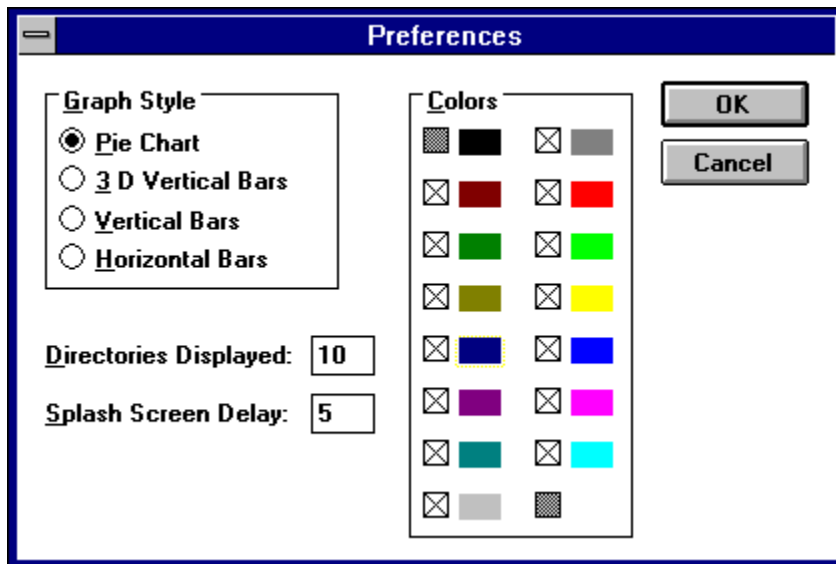 Preferences
Graph Style
Pie Chart
3 D Vertical Bars
Vertical Bars
Horizontal Bars
Directories Displayed: 10
Splash Screen Delay: 5
Colors
OK
Cancel